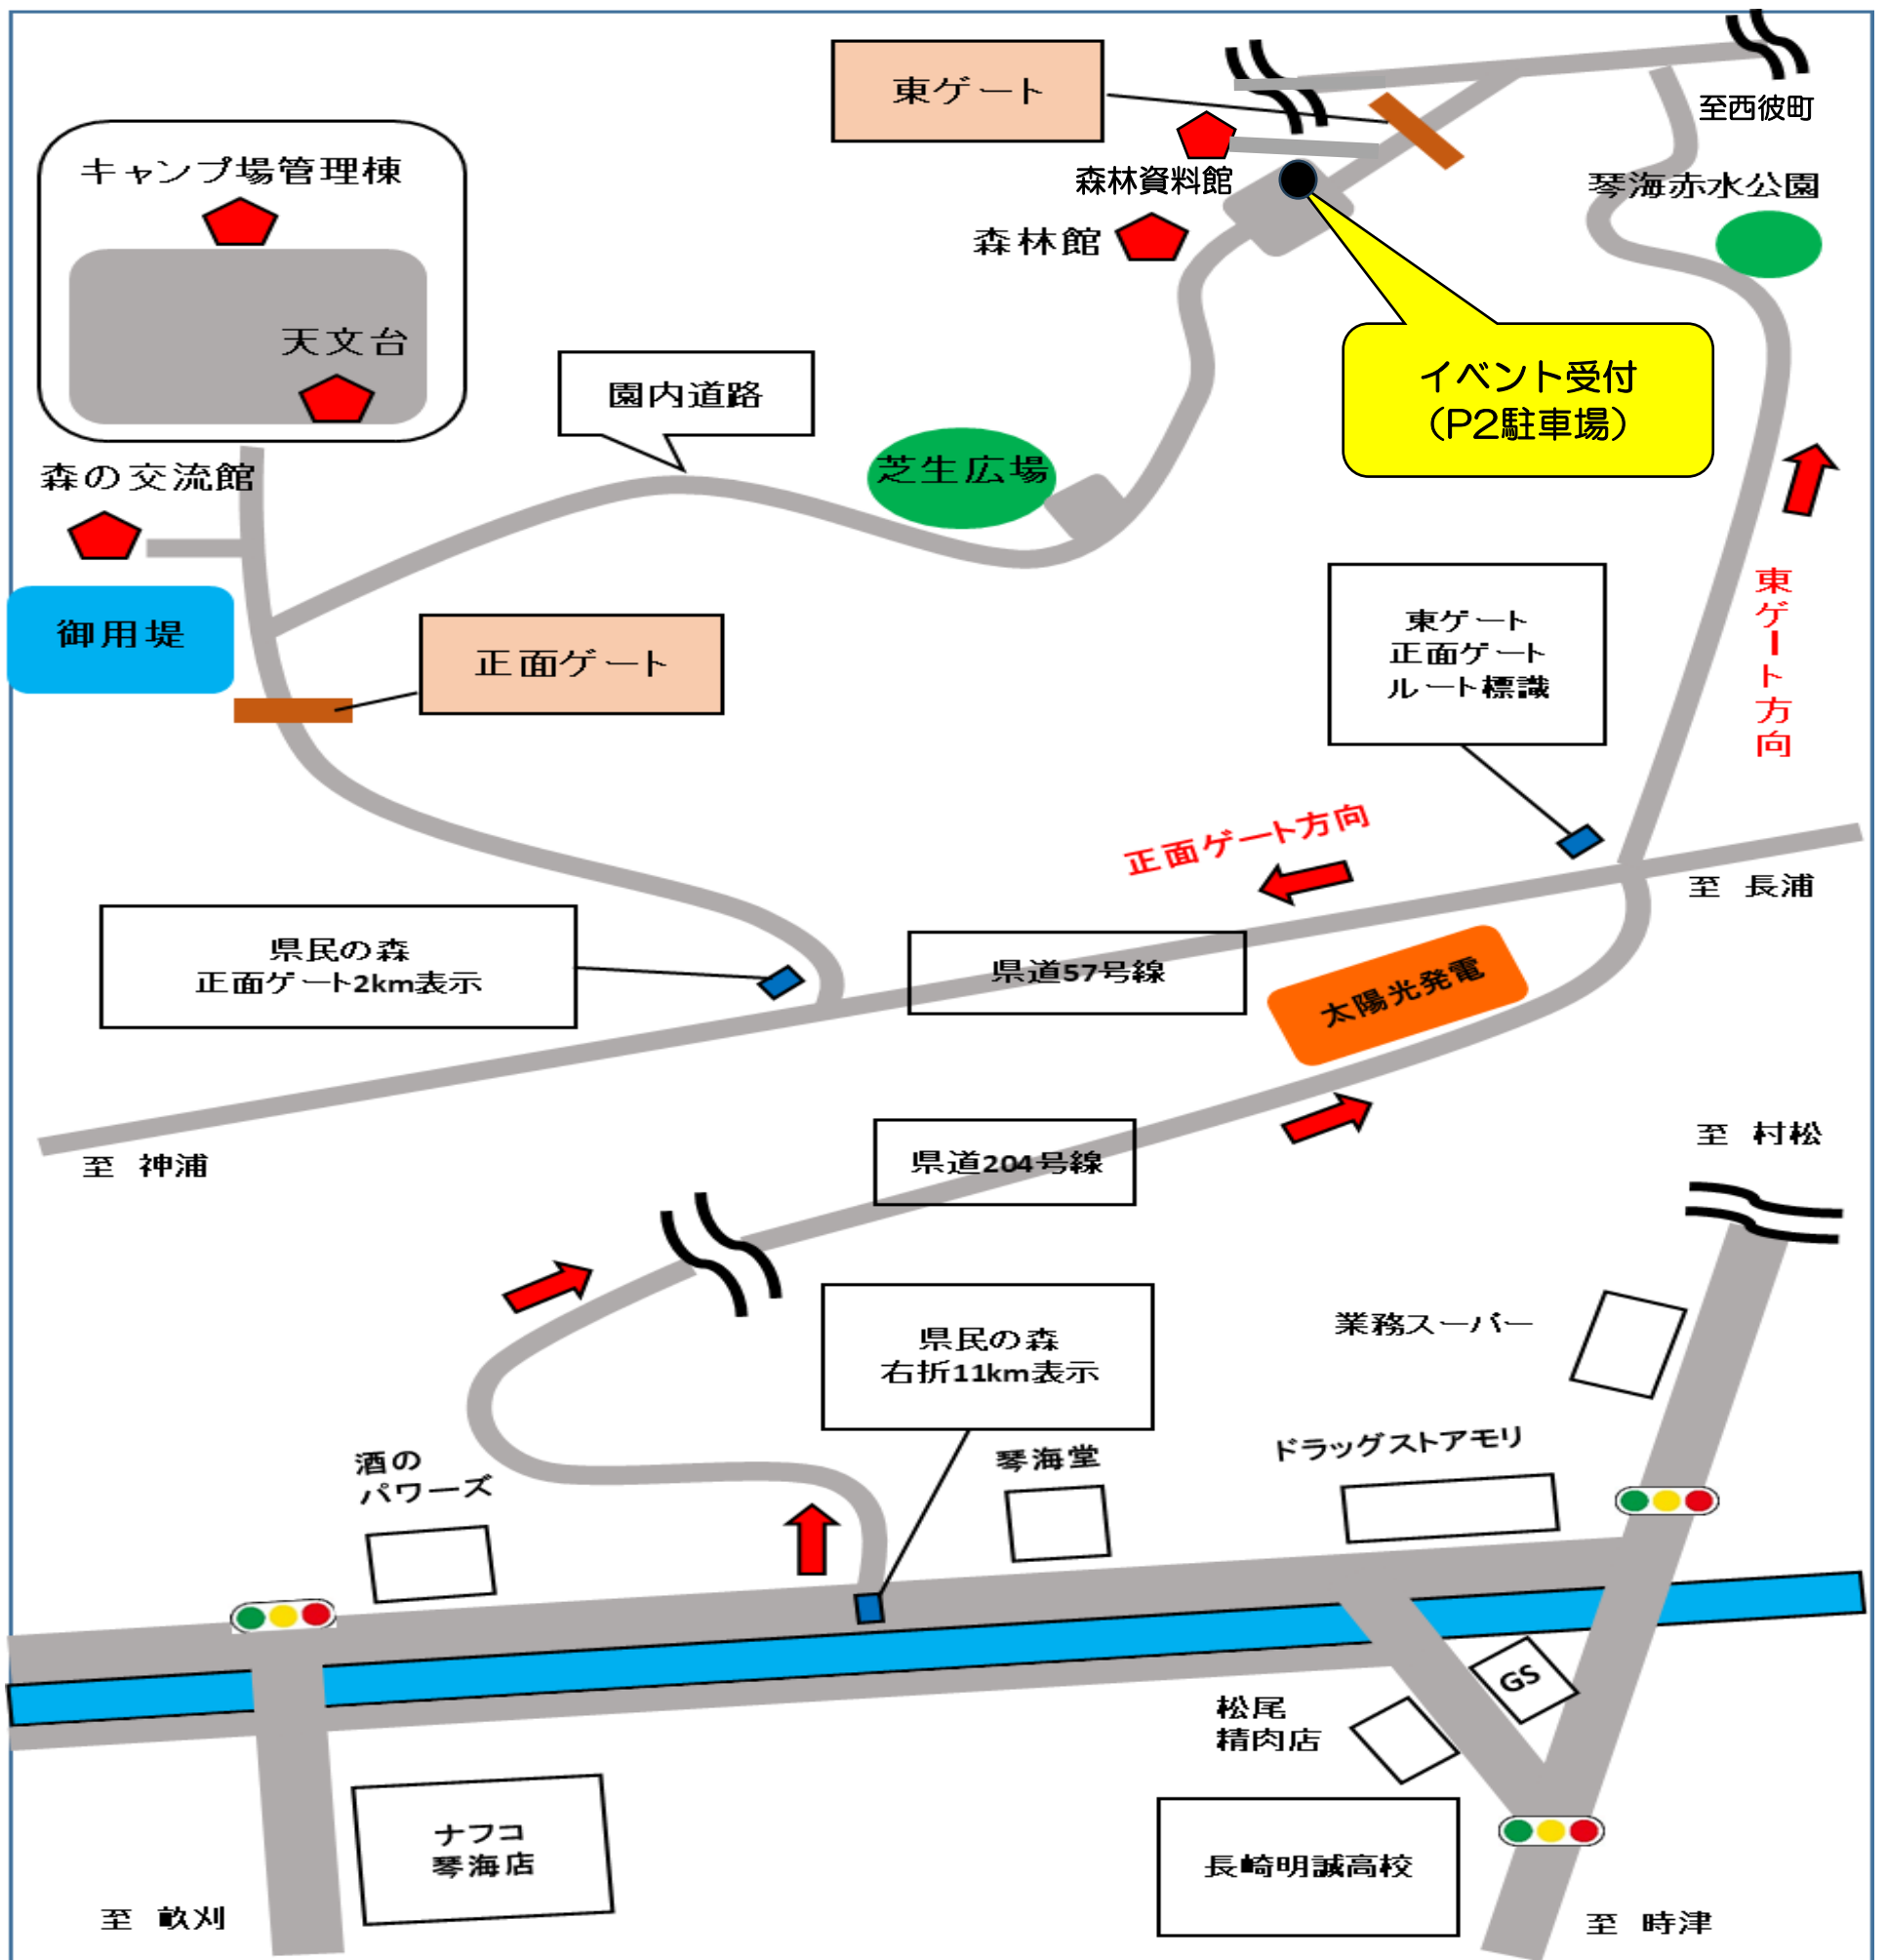 東ゲート
至西彼町
キャンプ場管理棟
森林資料館
琴海赤水公園
森林館
天文台
イベント受付
（P2駐車場）
園内道路
芝生広場
森の交流館
御用堤
正面ゲート
東ゲート
正面ゲート
ルート標識
東ゲート方向
正面ゲート方向
至 長浦
県民の森
正面ゲート2km表示
県道57号線
太陽光発電
至 神浦
県道204号線
至 村松
県民の森
右折11km表示
業務スーパー
酒の
パワーズ
琴海堂
ドラッグストアモリ
GS
松尾
精肉店
ナフコ
琴海店
長崎明誠高校
至 畝刈
至 時津